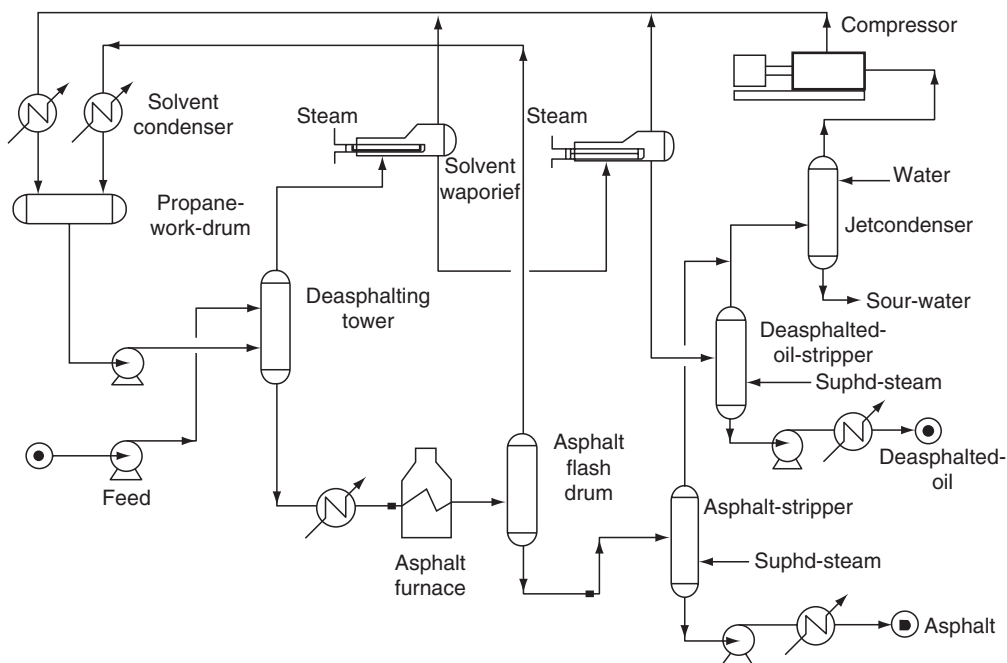 Compressor
Solvent
condenser
Steam
Steam
Solvent
waporief
Water
Propane-
work-drum
Jetcondenser
Deasphalting
tower
Sour-water
Deasphalted-
oil-stripper
Suphd-steam
Asphalt
flash
drum
Deasphalted-
oil
Feed
Asphalt-stripper
Asphalt
furnace
Suphd-steam
Asphalt